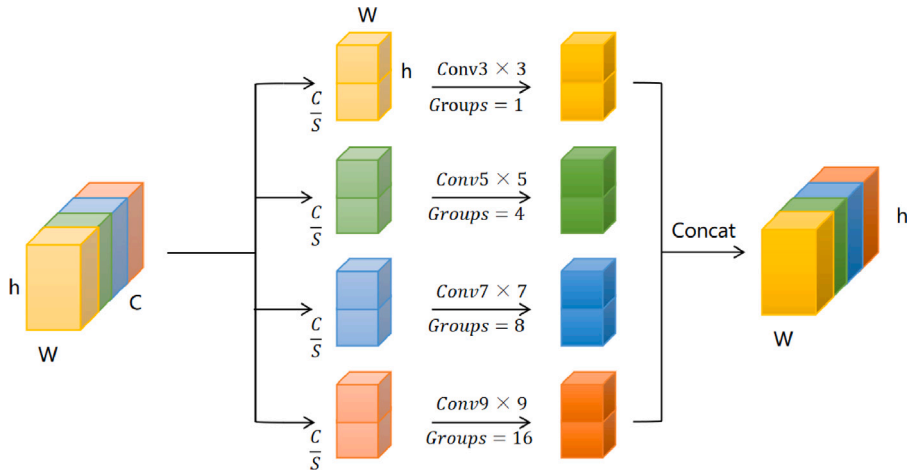 W
h
Conv3 × 3
Groups = 1
C
S
Conv5 × 5
Groups = 4
C
S
Concat
h
h
C
W
Conv7 × 7
Groups = 8
C
S
W
Conv9 × 9
Groups = 16
C
S